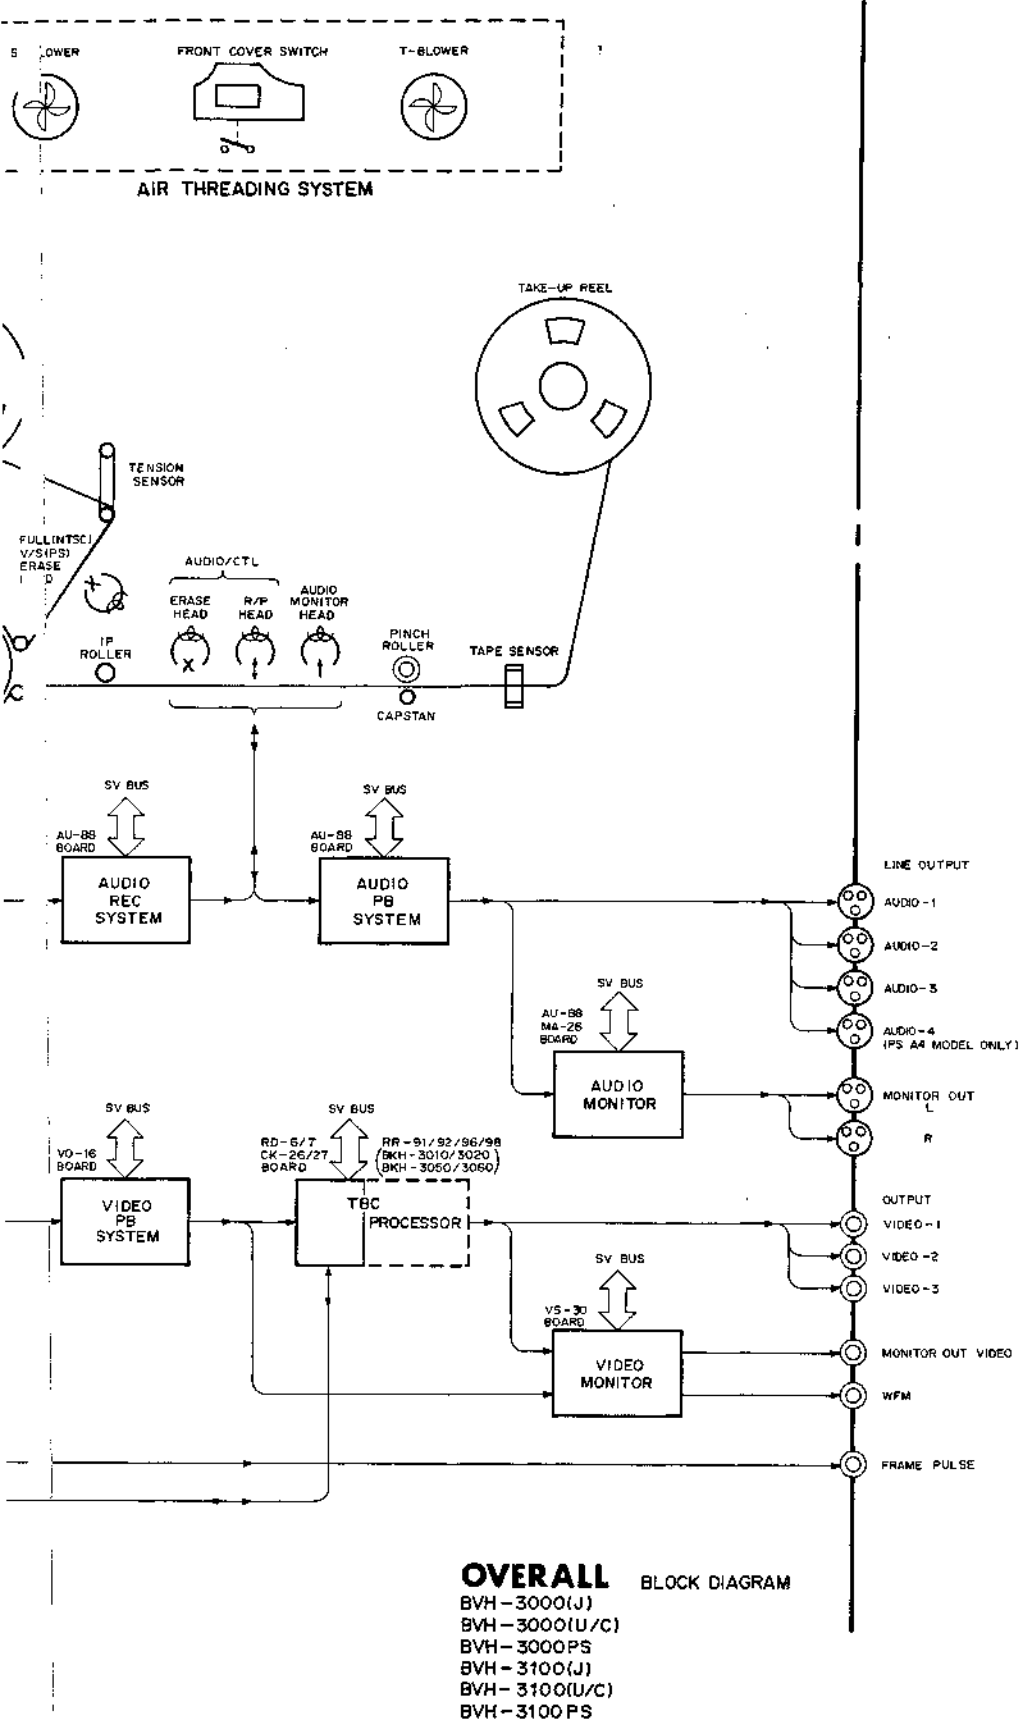 S LOWER
FRONT COVER SWITCH
T-BLOWER
AIR THREADING SYSTEM
TAKE-UP REEL
TENSION
SENSOR
FULL(NTSC)
V/S(PS)
ERASE
AUDIO/CTL
ERASE
HEAD
R/P
HEAD
AUDIO
MONITOR
HEAD
IP
ROLLER
PINCH
ROLLER
TAPE SENSOR
CAPSTAN
SV BUS
AU-88
BOARD
AUDIO
REC
SYSTEM
SV BUS
AU-88
BOARD
AUDIO
PB
SYSTEM
LINE OUTPUT
AUDIO-1
AUDIO-2
AUDIO-3
AUDIO-4
(PS A4 MODEL ONLY)
SV BUS
AU-88
MA-26
BOARD
AUDIO
MONITOR
MONITOR OUT
L
R
SV BUS
VO-16
BOARD
VIDEO
PB
SYSTEM
SV BUS
RD-6/7
CK-26/27
BOARD
RR-91/92/96/98
(BKH-3010/3020
BKH-3050/3060)
TBC
PROCESSOR
OUTPUT
VIDEO-1
VIDEO-2
VIDEO-3
SV BUS
VS-30
BOARD
VIDEO
MONITOR
MONITOR OUT VIDEO
WFM
FRAME PULSE
OVERALL BLOCK DIAGRAM
BVH-3000(J)
BVH-3000(U/C)
BVH-3000PS
BVH-3100(J)
BVH-3100(U/C)
BVH-3100PS